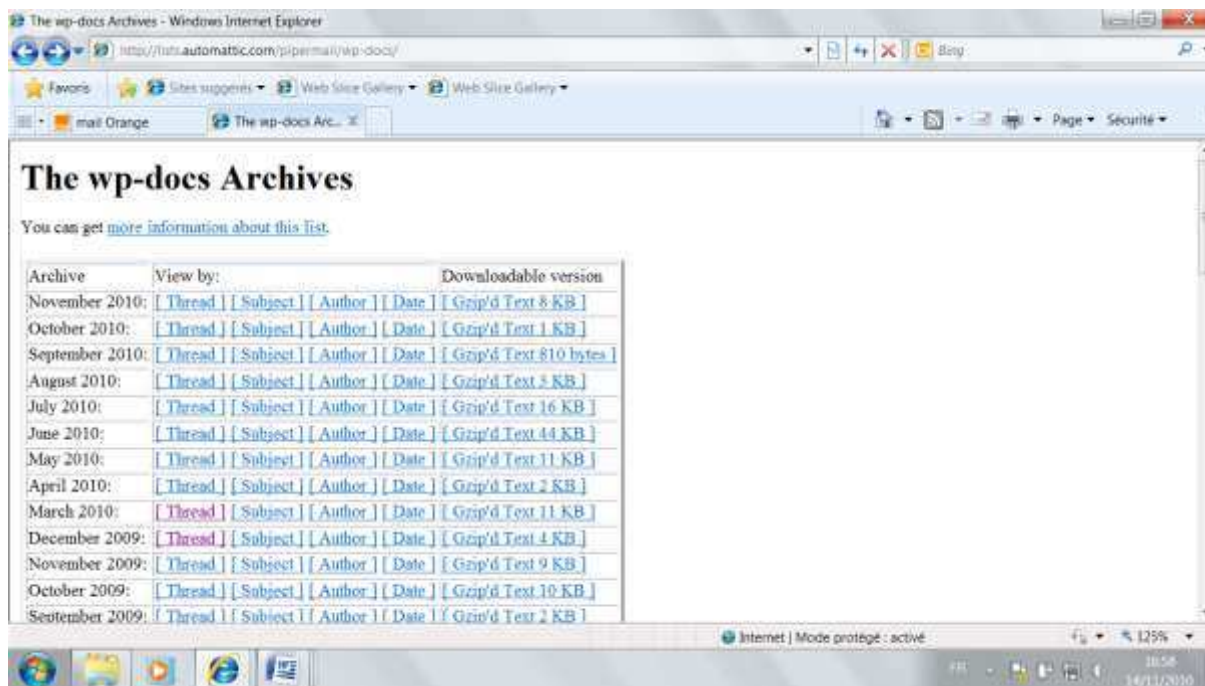 The wp-docs Archives - Windows Internet Explorer
http://lists.automattic.com/pipermail/wp-docs/
Bing
Favoris Sites suggérés Web Slice Gallery Web Slice Gallery
mail Orange The wp-docs Arc... Page Sécurité
The wp-docs Archives
You can get more information about this list.
Archive View by: Downloadable version
November 2010: [ Thread ] [ Subject ] [ Author ] [ Date ] [ Gzip'd Text 8 KB ]
October 2010: [ Thread ] [ Subject ] [ Author ] [ Date ] [ Gzip'd Text 1 KB ]
September 2010: [ Thread ] [ Subject ] [ Author ] [ Date ] [ Gzip'd Text 810 bytes ]
August 2010: [ Thread ] [ Subject ] [ Author ] [ Date ] [ Gzip'd Text KB ]
July 2010: [ Thread ] [ Subject ] [ Author ] [ Date ] [ Gzip'd Text 16 KB ]
June 2010: [ Thread ] [ Subject ] [ Author ] [ Date ] [ Gzip'd Text 44 KB ]
May 2010: [ Thread ] [ Subject ] [ Author ] [ Date ] [ Gzip'd Text 11 KB ]
April 2010: [ Thread ] [ Subject ] [ Author ] [ Date ] [ Gzip'd Text 2 KB ]
March 2010: [ Thread ] [ Subject ] [ Author ] [ Date ] [ Gzip'd Text 11 KB ]
December 2009: [ Thread ] [ Subject ] [ Author ] [ Date ] [ Gzip'd Text 4 KB ]
November 2009: [ Thread ] [ Subject ] [ Author ] [ Date ] [ Gzip'd Text 9 KB ]
October 2009: [ Thread ] [ Subject ] [ Author ] [ Date ] [ Gzip'd Text 10 KB ]
September 2009: [ Thread ] [ Subject ] [ Author ] [ Date ] [ Gzip'd Text 2 KB ]
Internet | Mode protégé : activé 125%
FR
14/11/2010